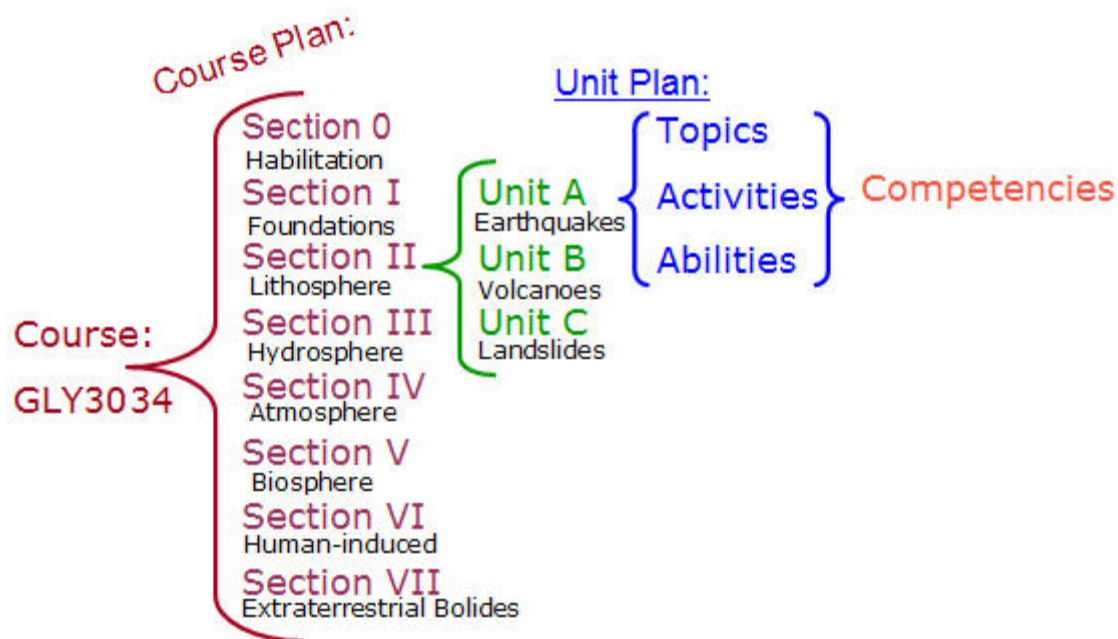 Course Plan:
Course:
GLY3034
Section 0
Habilitation
Section I
Foundations
Section II
Lithosphere
Section III
Hydrosphere
Section IV
Atmosphere
Section V
Biosphere
Section VI
Human-induced
Section VII
Extraterrestrial Bolides
Unit A
Earthquakes
Unit B
Volcanoes
Unit C
Landslides
Unit Plan:
Topics
Activities
Abilities
Competencies